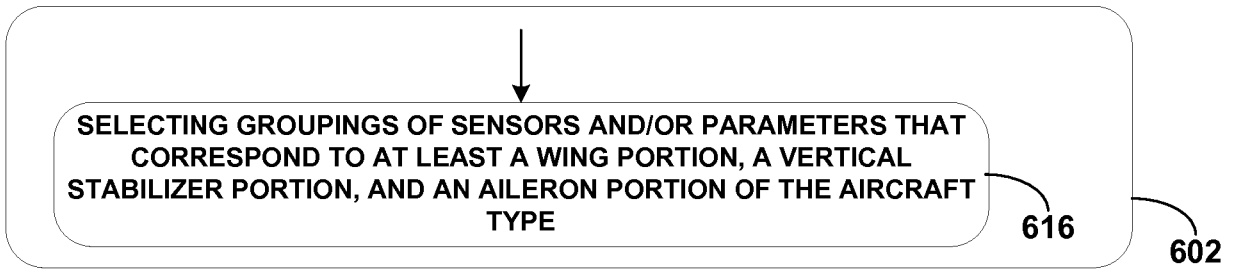 SELECTING GROUPINGS OF SENSORS AND/OR PARAMETERS THAT
CORRESPOND TO AT LEAST A WING PORTION, A VERTICAL
STABILIZER PORTION, AND AN AILERON PORTION OF THE AIRCRAFT
TYPE
616
602